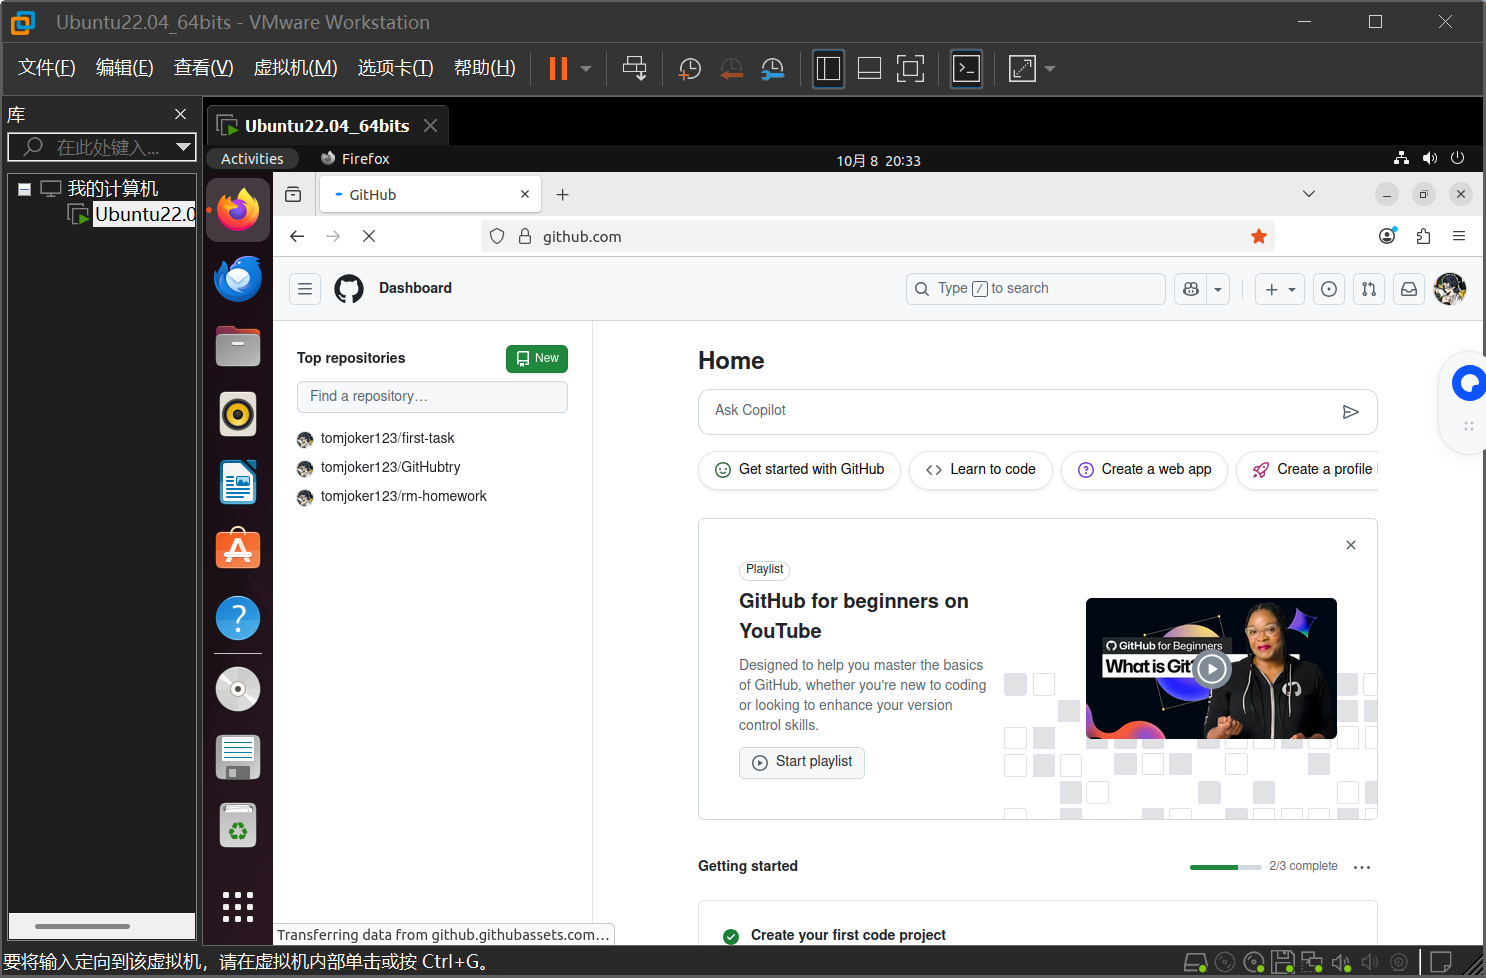 Ubuntu22.04_64bits - VMware Workstation
文件(F) 编辑(E) 查看(V) 虚拟机(M) 选项卡(T) 帮助(H)
库
在此处键入...
我的计算机
Ubuntu22.0
Ubuntu22.04_64bits
Activities Firefox 10月 8 20:33
GitHub
github.com
Dashboard
Type / to search
Top repositories
New
Find a repository…
tomjoker123/first-task
tomjoker123/GitHubtry
tomjoker123/rm-homework
Home
Ask Copilot
Get started with GitHub
Learn to code
Create a web app
Create a profile
Playlist
GitHub for beginners on
YouTube
Designed to help you master the basics
of GitHub, whether you're new to coding
or looking to enhance your version
control skills.
Start playlist
GitHub for Beginners
What is Git
Getting started
2/3 complete
Create your first code project
Transferring data from github.githubassets.com…
要将输入定向到该虚拟机，请在虚拟机内部单击或按 Ctrl+G。